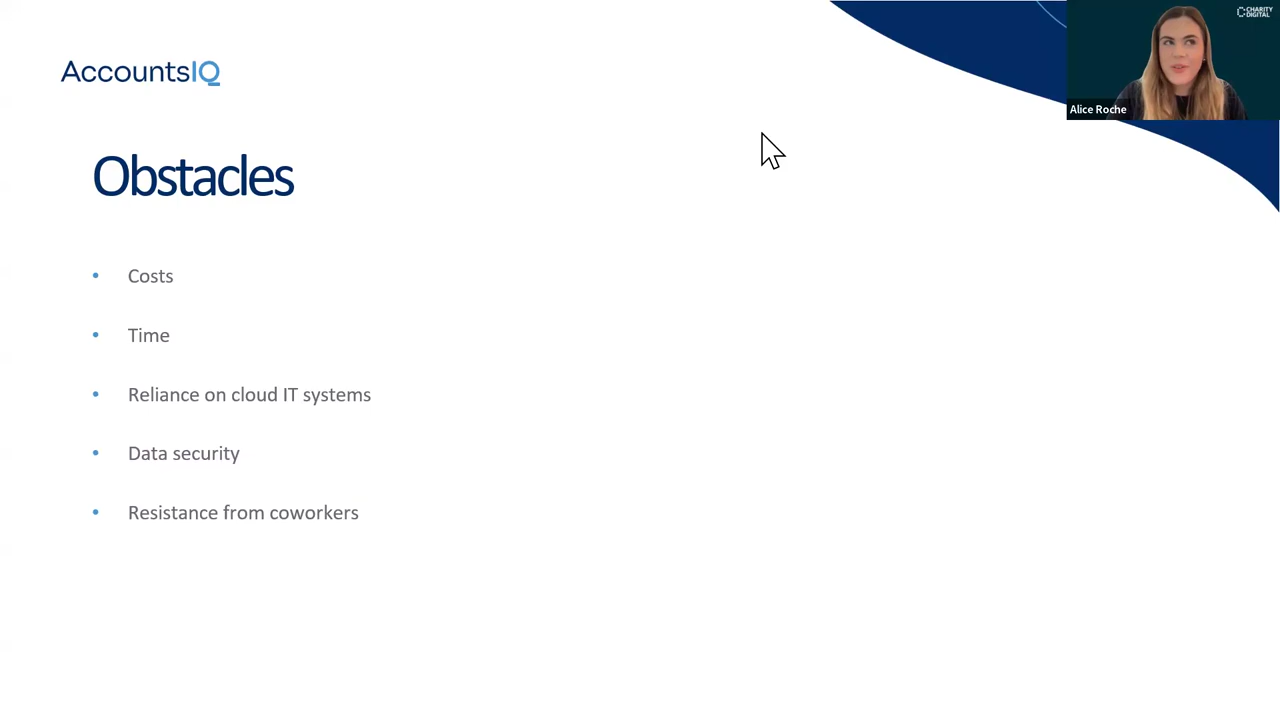 CHARITY
DIGITAL
AccountsIQ
Alice Roche
Obstacles
• Costs
• Time
• Reliance on cloud IT systems
• Data security
• Resistance from coworkers